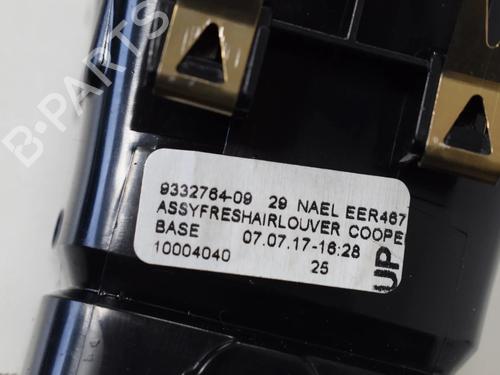 B-PARTS
9332764-09 29 NAEL EER467
ASSYFRESHAIRLOUVER COOPE
BASE 07.07.17-16:28
10004040 25
UP